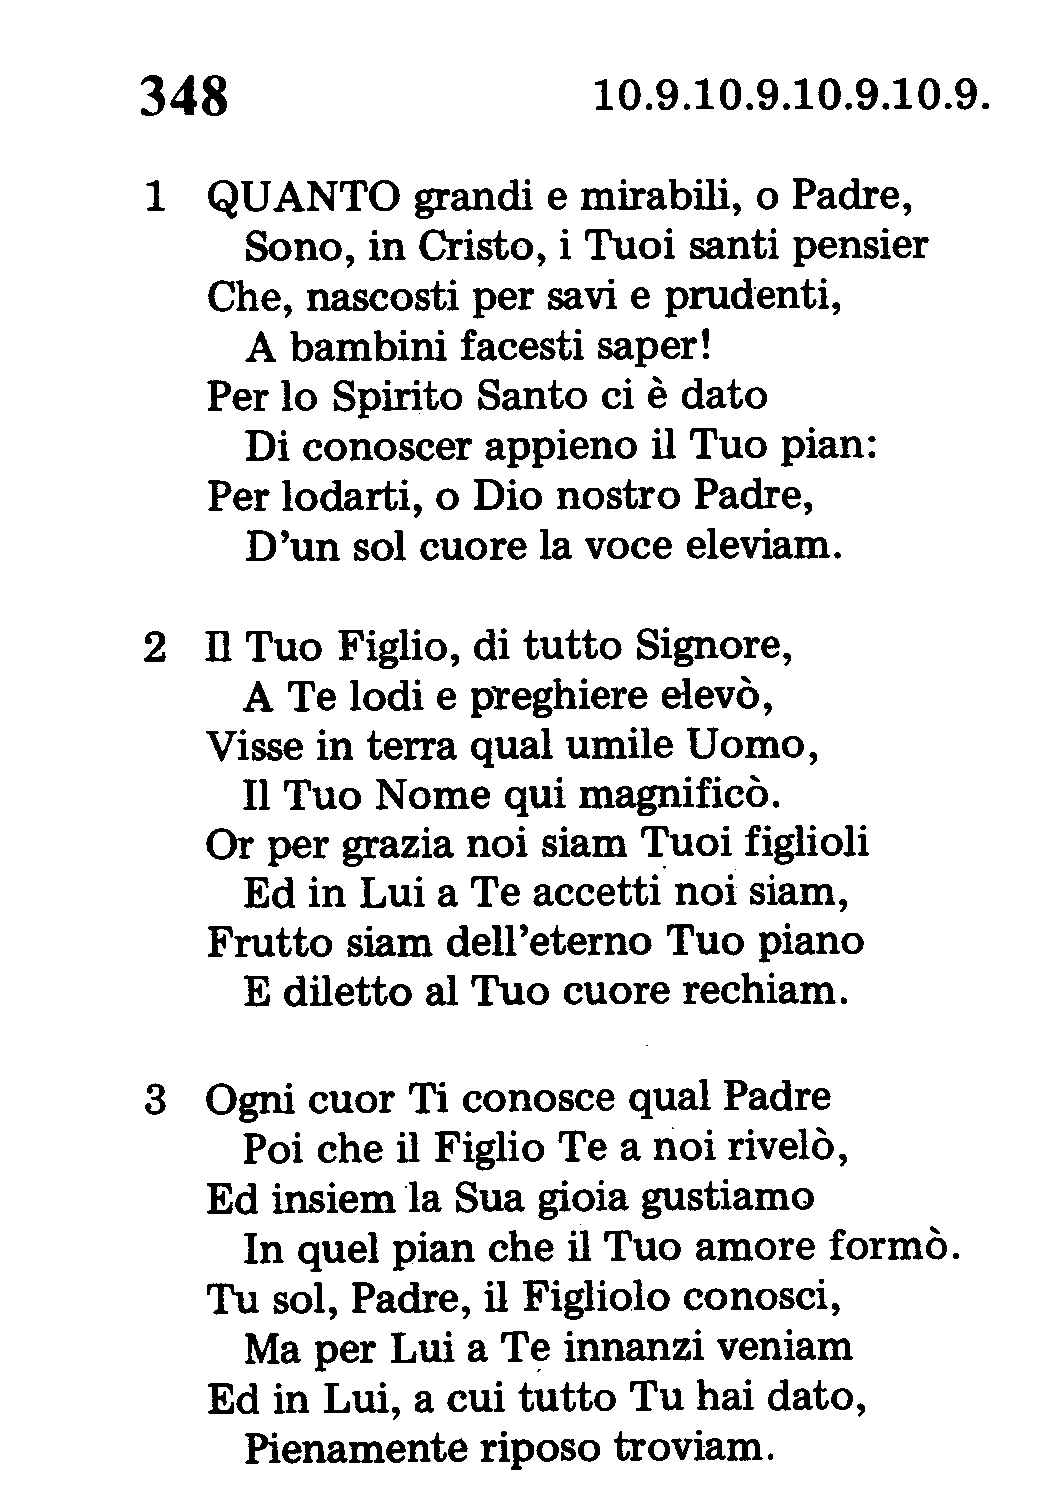 348 10.9.10.9.10.9.10.9.
1 QUANTO grandi e mirabili, o Padre,
Sono, in Cristo, i Tuoi santi pensier
Che, nascosti per savi e prudenti,
A bambini facesti saper!
Per lo Spirito Santo ci è dato
Di conoscer appieno il Tuo pian:
Per lodarti, o Dio nostro Padre,
D'un sol cuore la voce eleviam.
2 Il Tuo Figlio, di tutto Signore,
A Te lodi e preghiere elevò,
Visse in terra qual umile Uomo,
Il Tuo Nome qui magnificò.
Or per grazia noi siam Tuoi figlioli
Ed in Lui a Te accetti noi siam,
Frutto siam dell'eterno Tuo piano
E diletto al Tuo cuore rechiam.
3 Ogni cuor Ti conosce qual Padre
Poi che il Figlio Te a noi rivelò,
Ed insiem la Sua gioia gustiamo
In quel pian che il Tuo amore formò.
Tu sol, Padre, il Figliolo conosci,
Ma per Lui a Te innanzi veniam
Ed in Lui, a cui tutto Tu hai dato,
Pienamente riposo troviam.